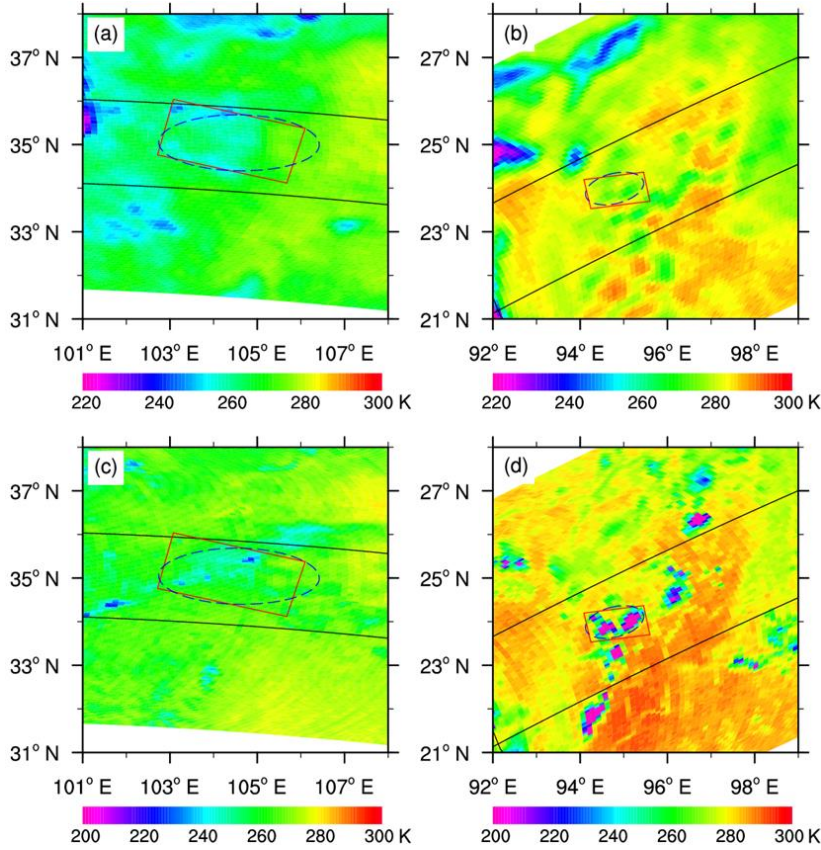 (a)
(b)
37° N
35° N
33° N
31° N
27° N
25° N
23° N
21° N
101° E 103° E 105° E 107° E
92° E 94° E 96° E 98° E
220 240 260 280 300 K
220 240 260 280 300 K
(c)
(d)
37° N
35° N
33° N
31° N
27° N
25° N
23° N
21° N
101° E 103° E 105° E 107° E
92° E 94° E 96° E 98° E
200 220 240 260 280 300 K
200 220 240 260 280 300 K